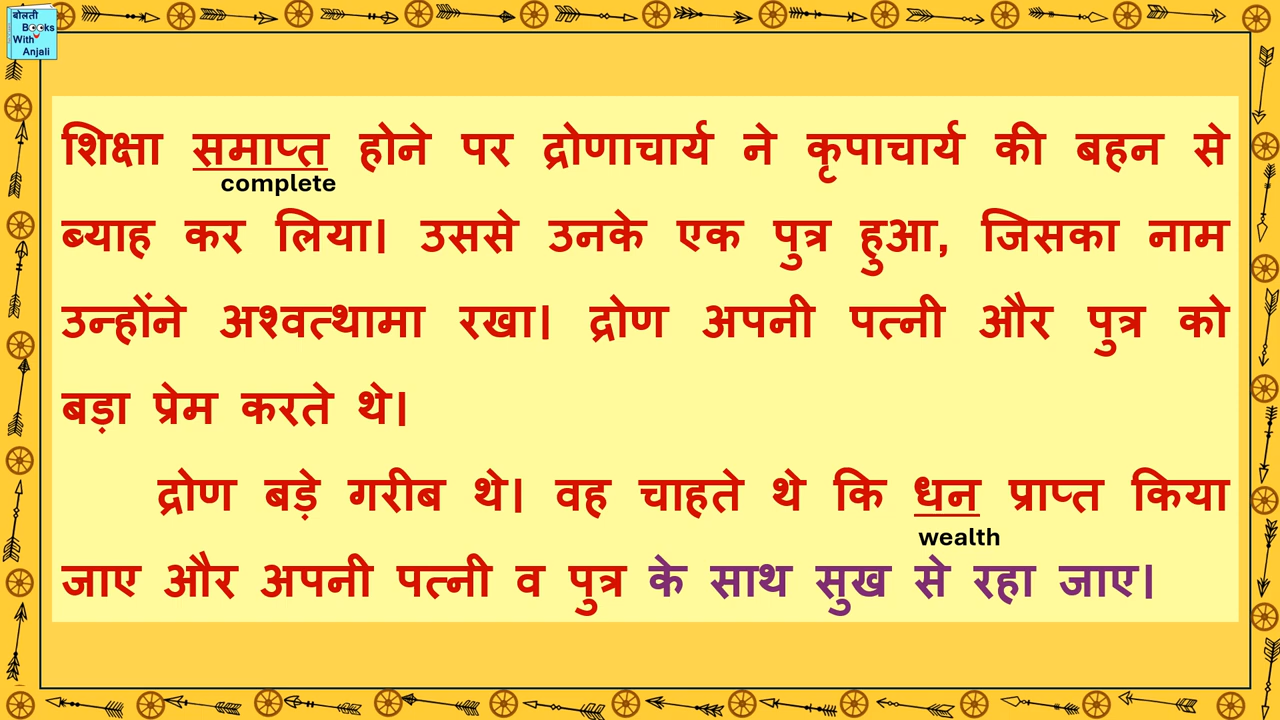 बोलती
Books
With
Anjali
शिक्षा समाप्त होने पर द्रोणाचार्य ने कृपाचार्य की बहन से
complete
ब्याह कर लिया। उससे उनके एक पुत्र हुआ, जिसका नाम
उन्होंने अश्वत्थामा रखा। द्रोण अपनी पत्नी और पुत्र को
बड़ा प्रेम करते थे।
द्रोण बड़े गरीब थे। वह चाहते थे कि धन प्राप्त किया
wealth
जाए और अपनी पत्नी व पुत्र के साथ सुख से रहा जाए।